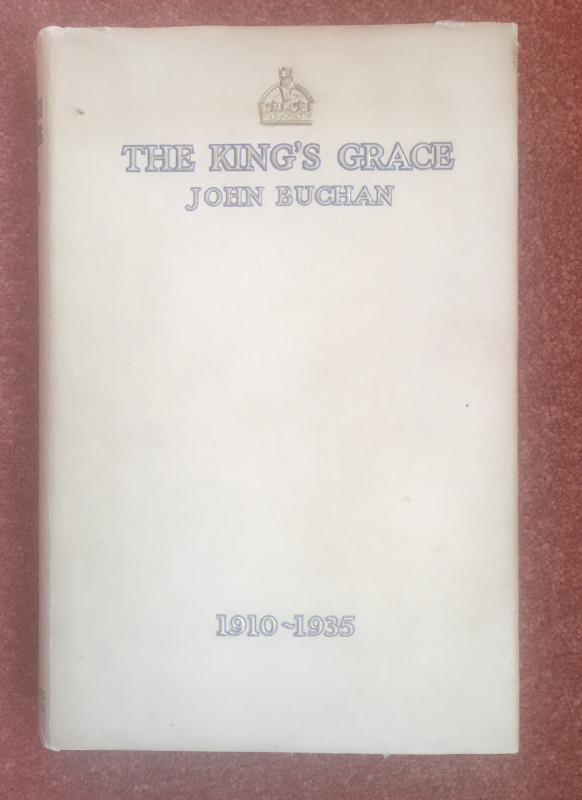 THE KING'S GRACE
JOHN BUCHAN
1910~1935